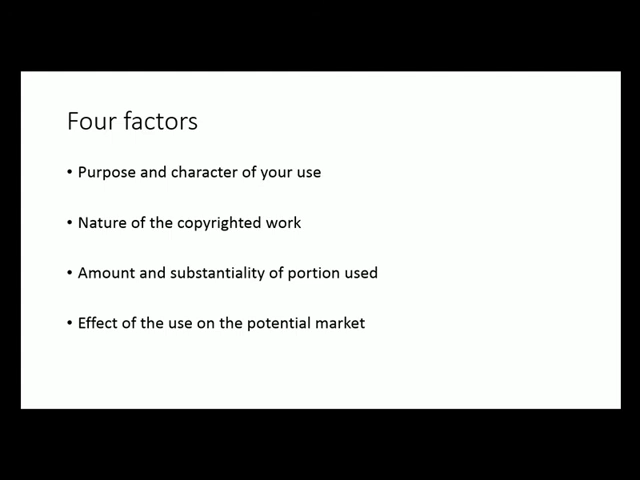 Four factors
• Purpose and character of your use
• Nature of the copyrighted work
• Amount and substantiality of portion used
• Effect of the use on the potential market